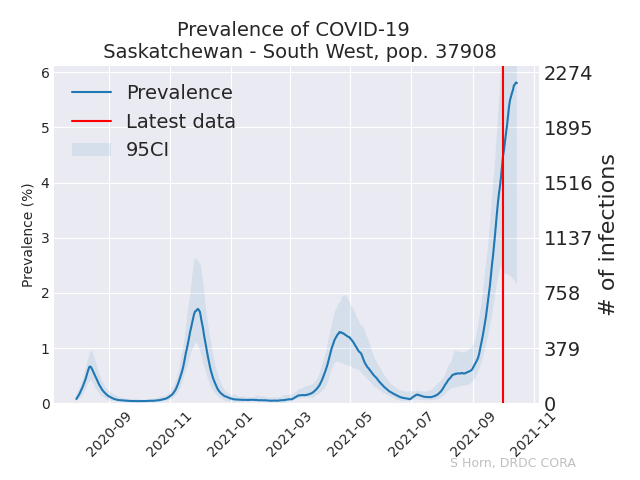 Prevalence of COVID-19
Saskatchewan - South West, pop. 37908
Prevalence
Latest data
95CI
Prevalence (%)
6
5
4
3
2
1
0
2274
1895
1516
1137
758
379
0
# of infections
2020-09
2020-11
2021-01
2021-03
2021-05
2021-07
2021-09
2021-11
S Horn, DRDC CORA